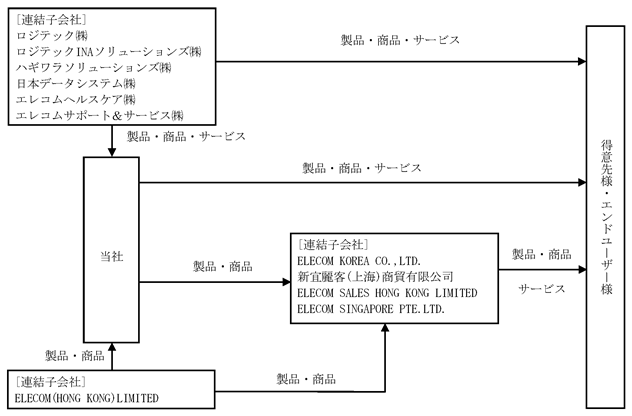 [連結子会社]
ロジテック㈱
ロジテックINAソリューションズ㈱
ハギワラソリューションズ㈱
日本データシステム㈱
エレコムヘルスケア㈱
エレコムサポート＆サービス㈱
製品・商品・サービス
製品・商品・サービス
製品・商品・サービス
得意先様・エンドユーザー様
当社
製品・商品
[連結子会社]
ELECOM KOREA CO.,LTD.
新宜麗客(上海)商貿有限公司
ELECOM SALES HONG KONG LIMITED
ELECOM SINGAPORE PTE.LTD.
製品・商品
サービス
製品・商品
[連結子会社]
ELECOM(HONG KONG)LIMITED
製品・商品